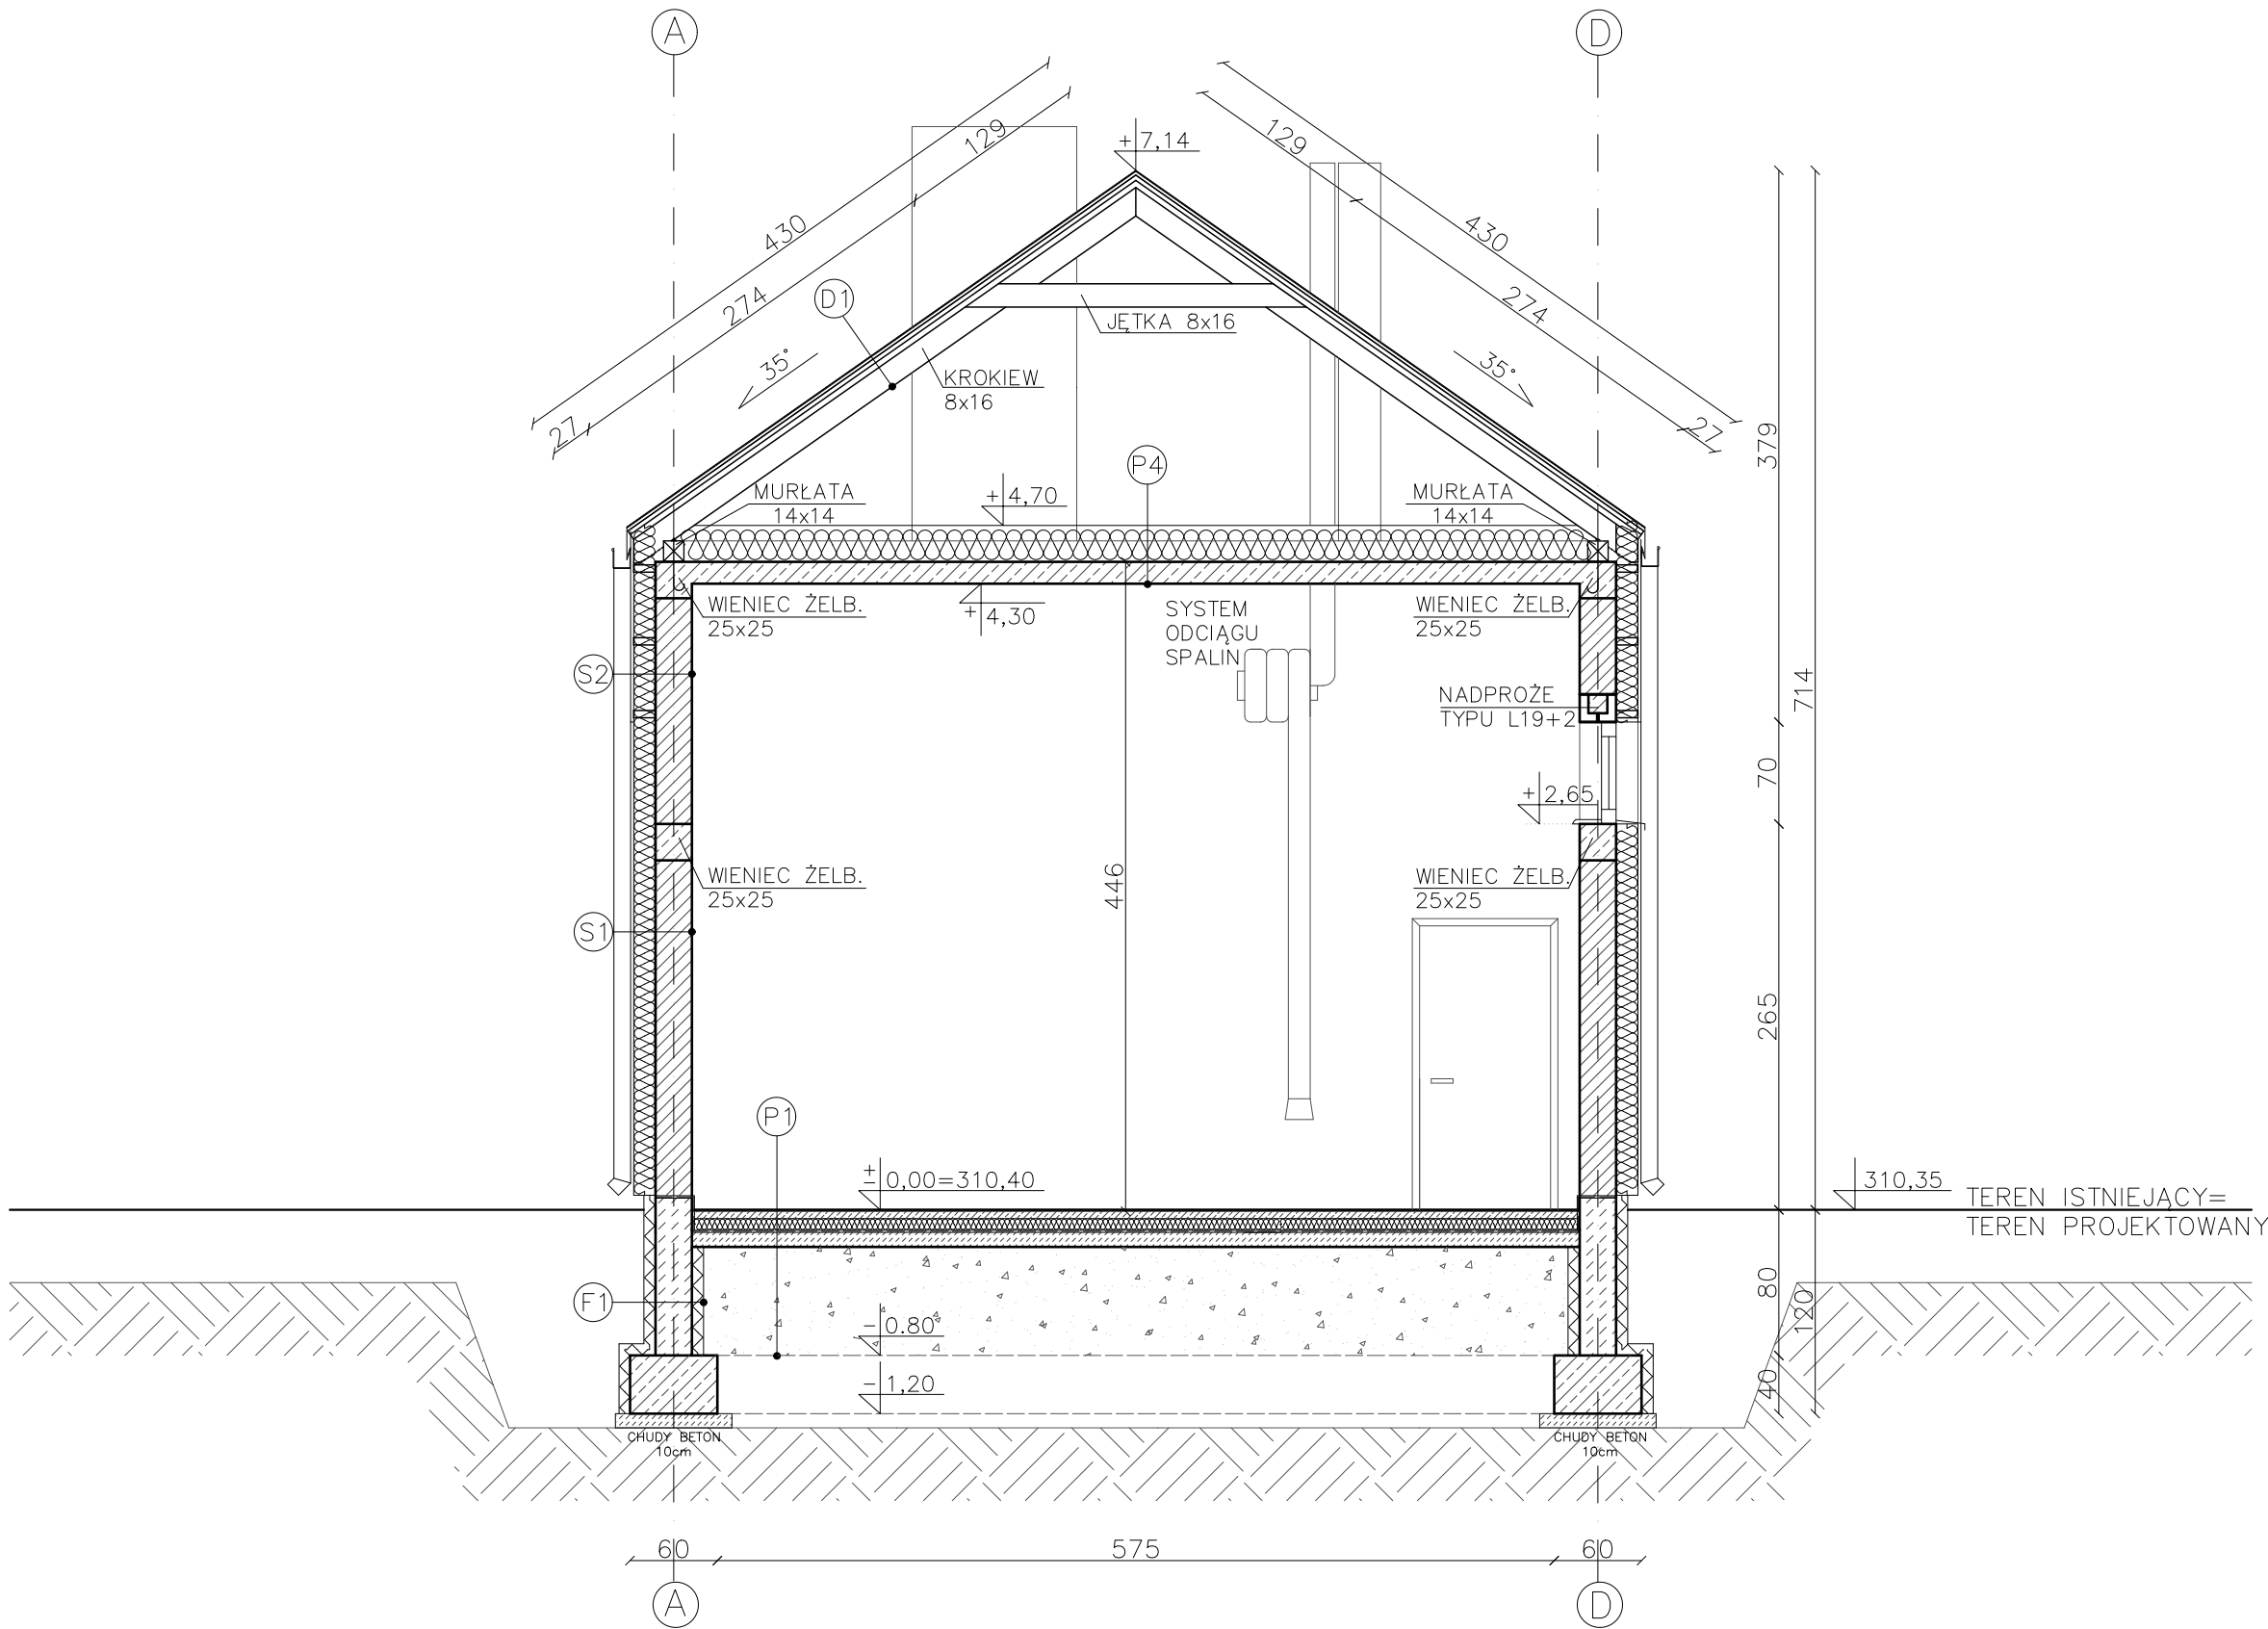 A
D
129
129
+7,14
430
430
274
274
D1
JĘTKA 8x16
35°
35°
KROKIEW
8x16
27
27
379
P4
MURŁATA
14x14
+4,70
MURŁATA
14x14
WIENIEC ŻELB.
25x25
+4,30
SYSTEM
ODCIĄGU
SPALIN
WIENIEC ŻELB.
25x25
S2
NADPROŻE
TYPU L19+2
714
70
+2,65
WIENIEC ŻELB.
25x25
446
WIENIEC ŻELB.
25x25
S1
265
P1
±0,00=310,40
310,35
TEREN ISTNIEJĄCY=
TEREN PROJEKTOWANY
F1
80
120
-0.80
-1,20
40
CHUDY BETON
10cm
CHUDY BETON
10cm
60
575
60
A
D